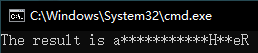 C:\Windows\System32\cmd.exe
The result is a***********H**eR